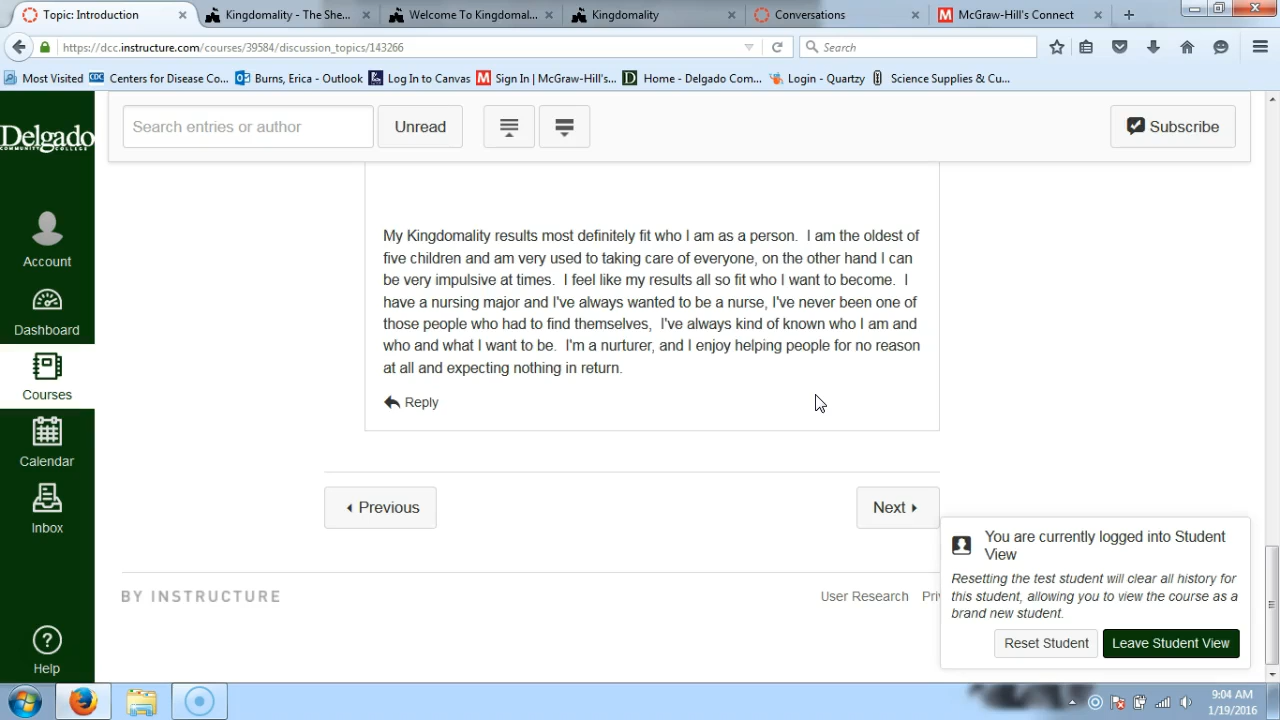 Topic: Introduction
Kingdomality - The She...
Welcome To Kingdomal...
Kingdomality
Conversations
McGraw-Hill's Connect
https://dcc.instructure.com/courses/39584/discussion_topics/143266
Search
Most Visited
CDC Centers for Disease Co...
Burns, Erica - Outlook
Log In to Canvas
M Sign In | McGraw-Hill's...
D Home - Delgado Com...
Login - Quartzy
Science Supplies & Cu...
Delgado
COMMUNITY COLLEGE
Search entries or author
Unread
Subscribe
Account
Dashboard
Courses
Calendar
Inbox
Help
My Kingdomality results most definitely fit who I am as a person.  I am the oldest of
five children and am very used to taking care of everyone, on the other hand I can
be very impulsive at times.  I feel like my results all so fit who I want to become.  I
have a nursing major and I've always wanted to be a nurse, I've never been one of
those people who had to find themselves,  I've always kind of known who I am and
who and what I want to be.  I'm a nurturer, and I enjoy helping people for no reason
at all and expecting nothing in return.
Reply
Previous
Next
BY INSTRUCTURE
User Research
Pri
You are currently logged into Student
View
Resetting the test student will clear all history for
this student, allowing you to view the course as a
brand new student.
Reset Student
Leave Student View
9:04 AM
1/19/2016